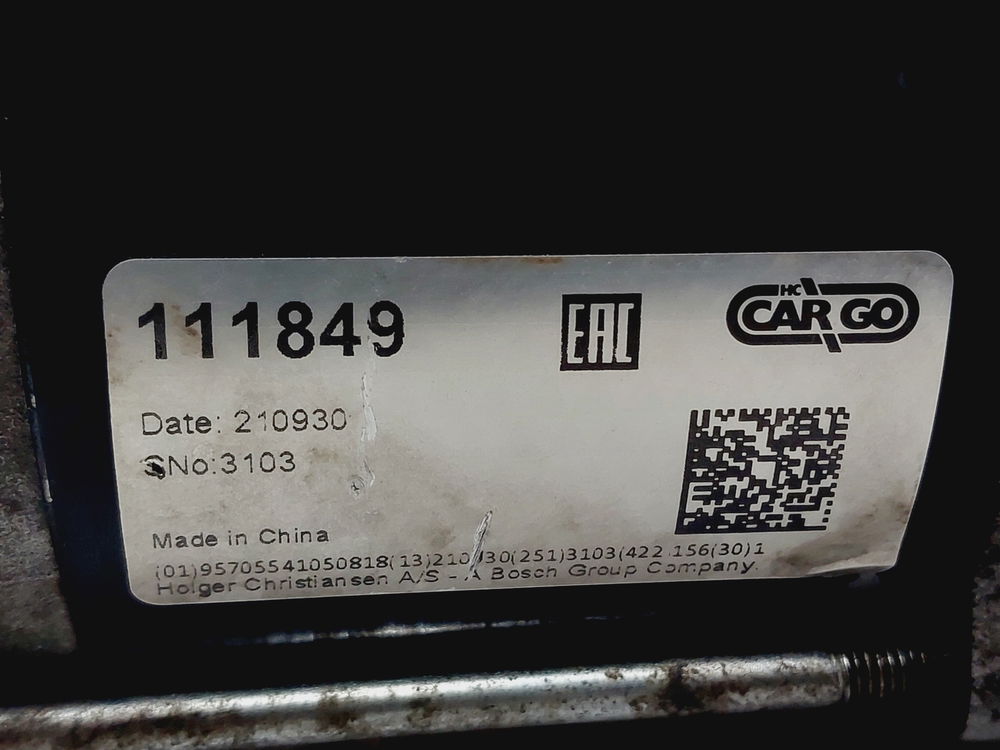 111849
EAC
HC
CARGO
Date: 210930
SNo:3103
Made in China
(01)95705541050818(13)210930(251)3103(422 156(30)1
Holger Christiansen A/S - A Bosch Group Company.